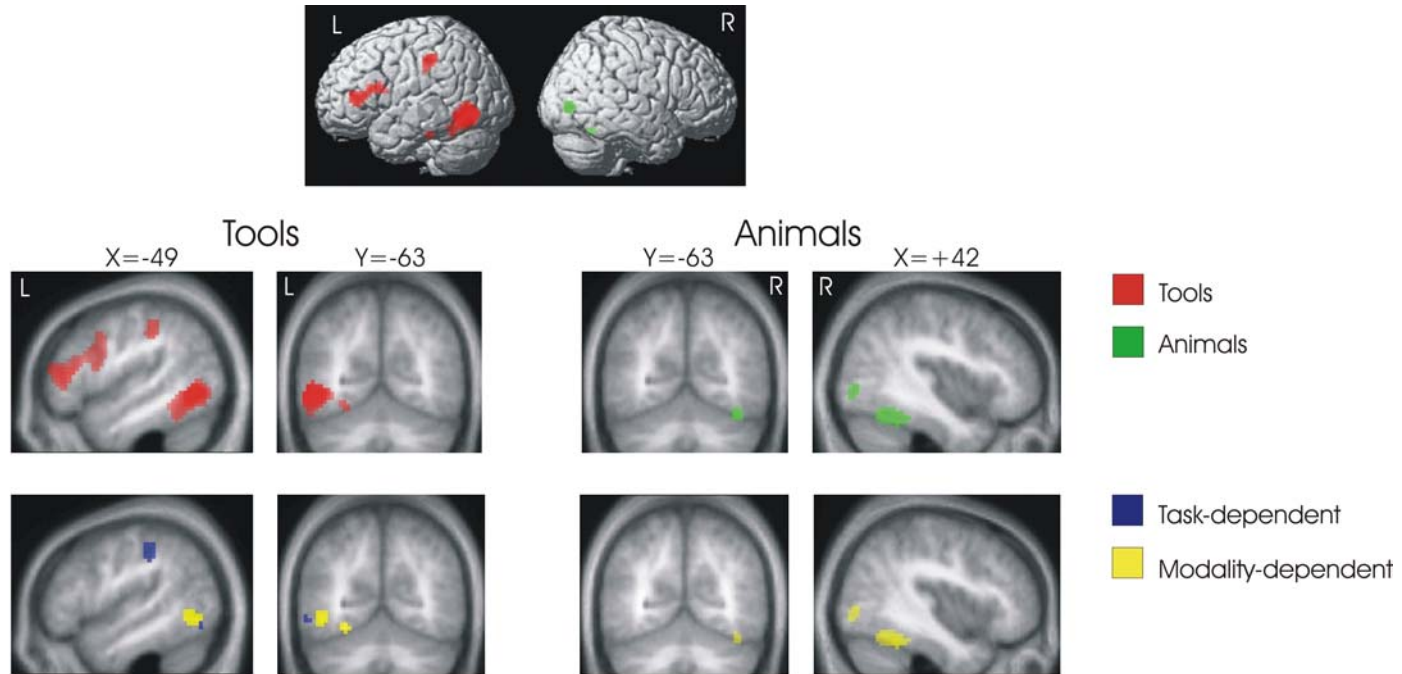 L R
Tools Animals
X=-49 Y=-63 Y=-63 X=+42
L L R R
Tools
Animals
Task-dependent
Modality-dependent